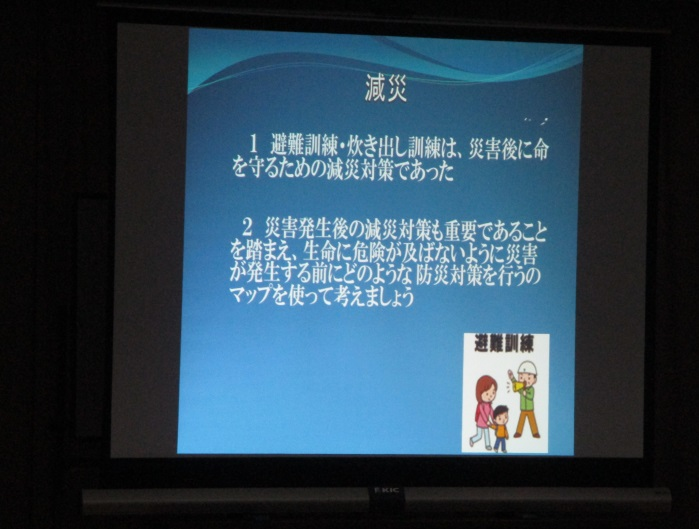 減災
1 避難訓練・炊き出し訓練は、災害後に命
を守るための減災対策であった
2 災害発生後の減災対策も重要であること
を踏まえ、生命に危険が及ばないように災害
が発生する前にどのような防災対策を行うの
マップを使って考えましょう
避難訓練
KIC